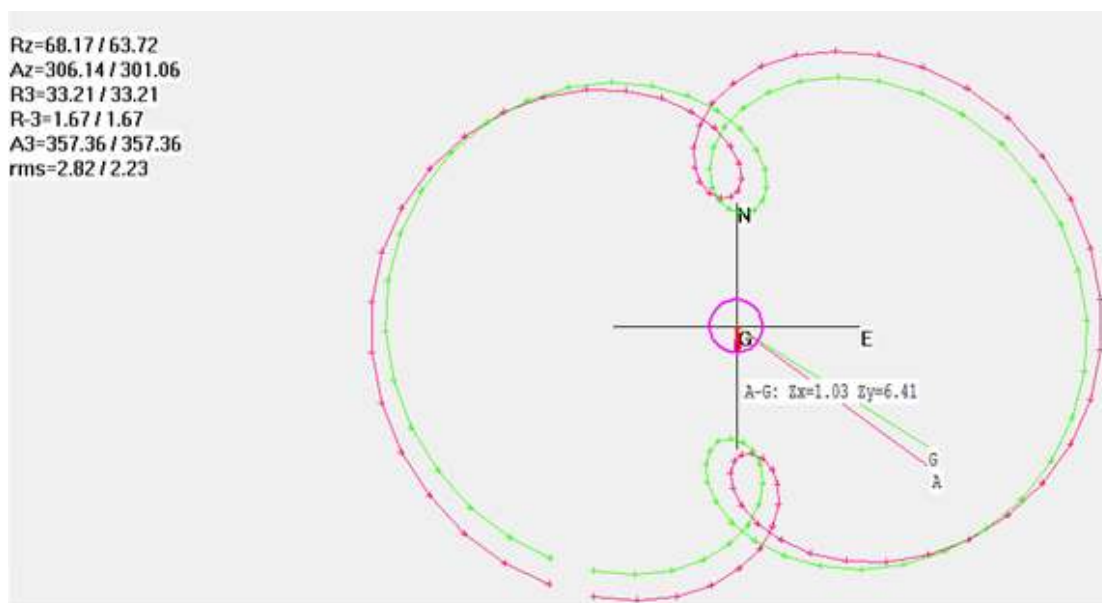 Rz=68.17 / 63.72
Az=306.14 / 301.06
R3=33.21 / 33.21
R-3=1.67 / 1.67
A3=357.36 / 357.36
rms=2.82 / 2.23
N
G
E
A-G: Zx=1.03 Zy=6.41
G
A